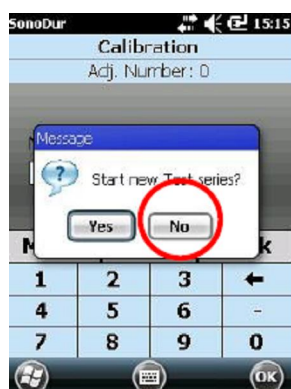 SonoDur 15:15
Calibration
Adj. Number: 0
Message
Start new Test series?
Yes No
1 2 3
4 5 6 -
7 8 9 0
OK